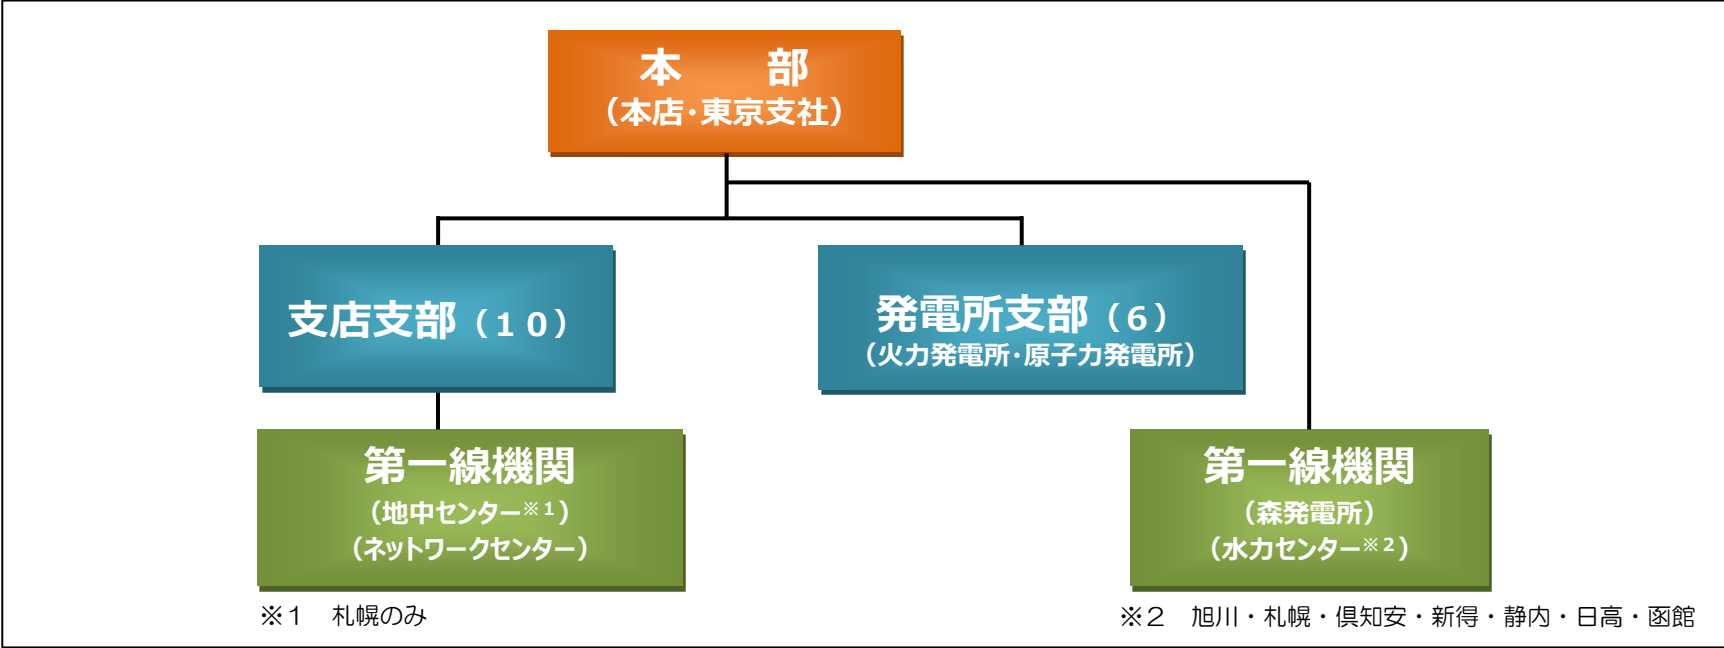 本　　部
（本店・東京支社）
支店支部（１０）
発電所支部（６）
（火力発電所・原子力発電所）
第一線機関
（地中センター※１）
（ネットワークセンター）
第一線機関
（森発電所）
（水力センター※２）
※１　札幌のみ
※２　旭川・札幌・倶知安・新得・静内・日高・函館